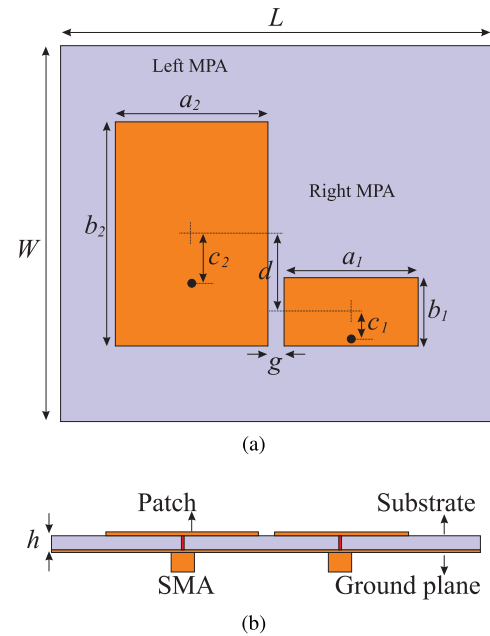 L
Left MPA
a2
Right MPA
b2
W
c2
d
a1
c1
b1
g
(a)
Patch
Substrate
h
SMA
Ground plane
(b)